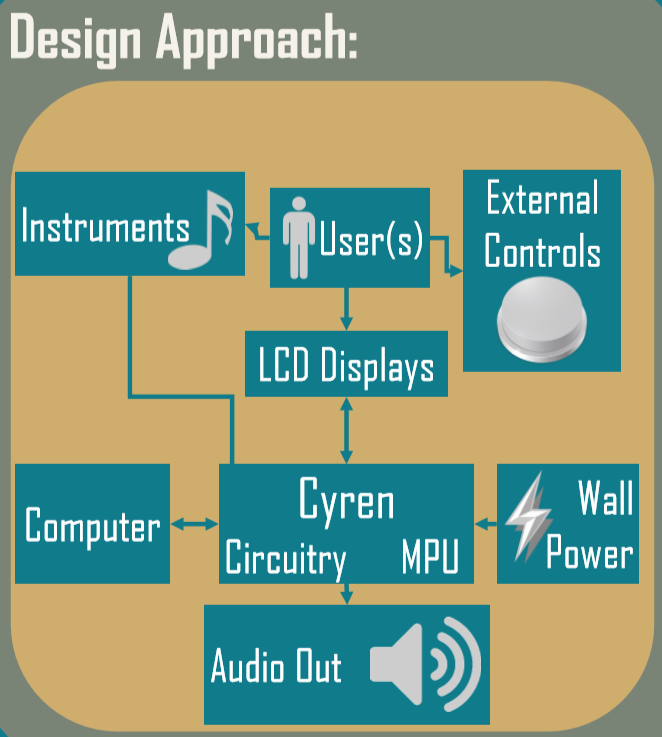 Design Approach:
Instruments
User(s)
External
Controls
LCD Displays
Computer
Cyren
Circuitry MPU
Wall
Power
Audio Out